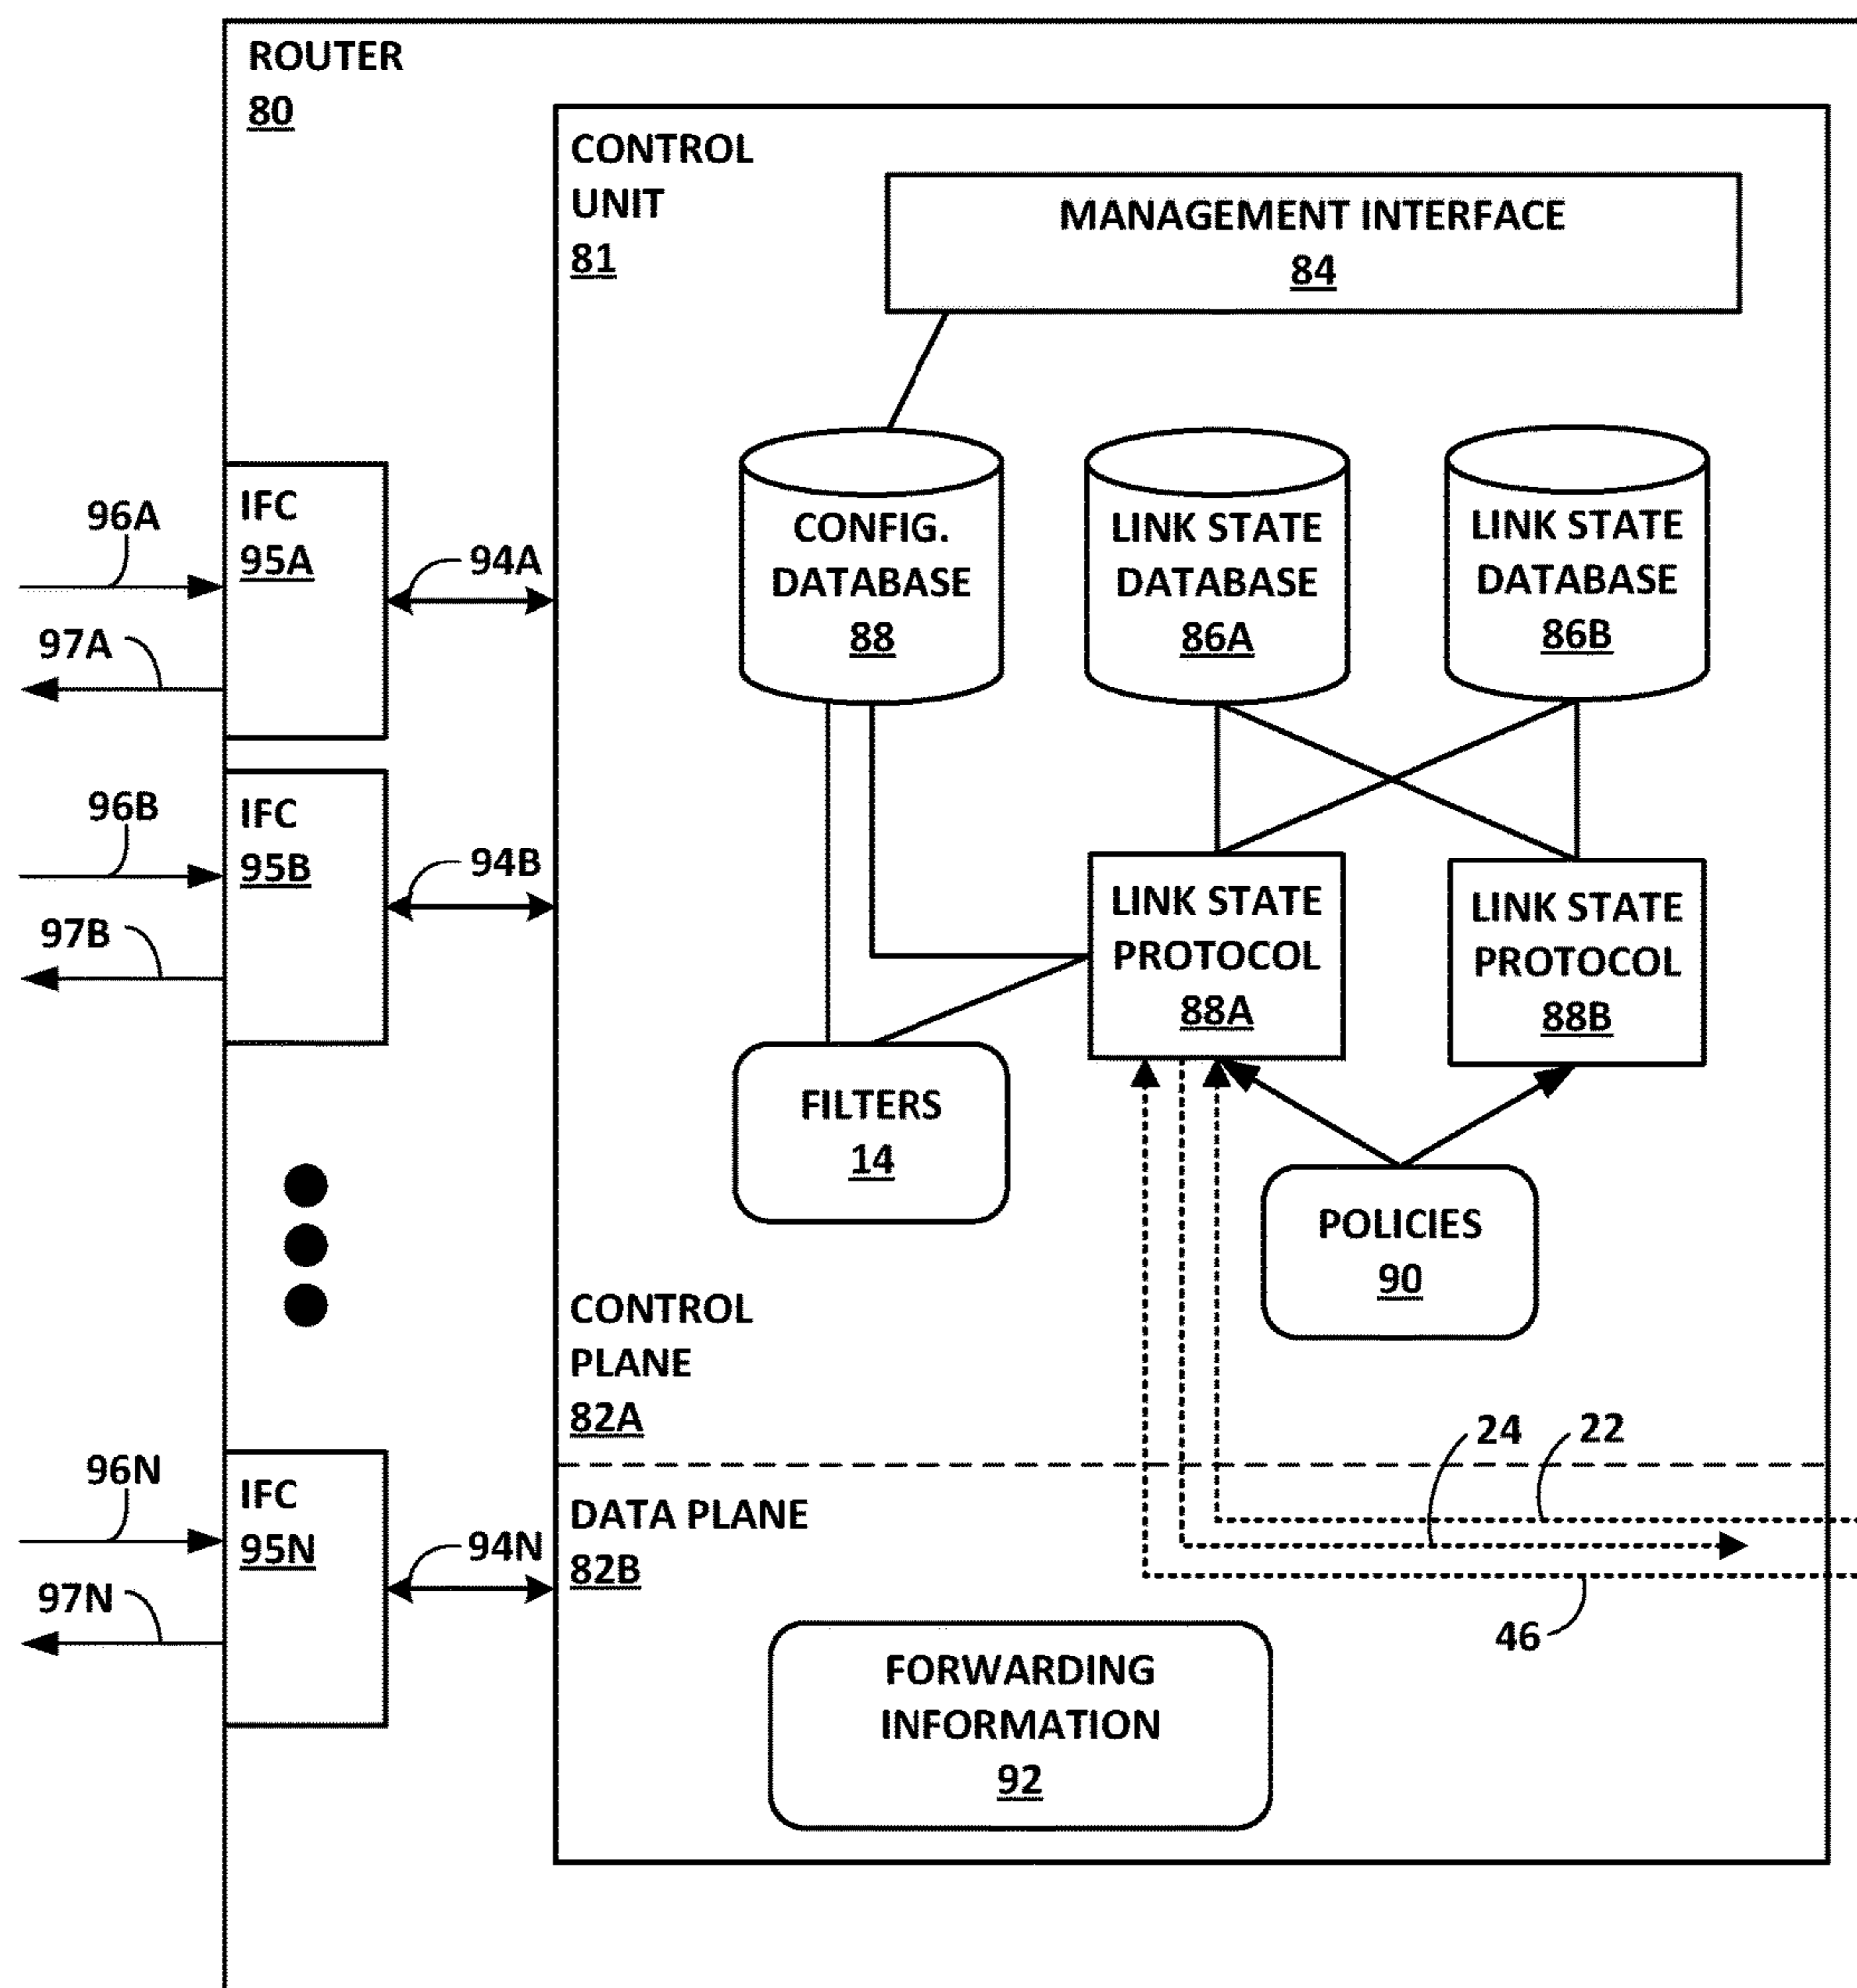 ROUTER
80
CONTROL
UNIT
81
MANAGEMENT INTERFACE
84
CONFIG.
DATABASE
88
LINK STATE
DATABASE
86A
LINK STATE
DATABASE
86B
IFC
95A
96A
97A
94A
IFC
95B
96B
97B
94B
LINK STATE
PROTOCOL
88A
LINK STATE
PROTOCOL
88B
FILTERS
14
POLICIES
90
CONTROL
PLANE
82A
24
22
IFC
95N
96N
97N
94N
DATA PLANE
82B
46
FORWARDING
INFORMATION
92